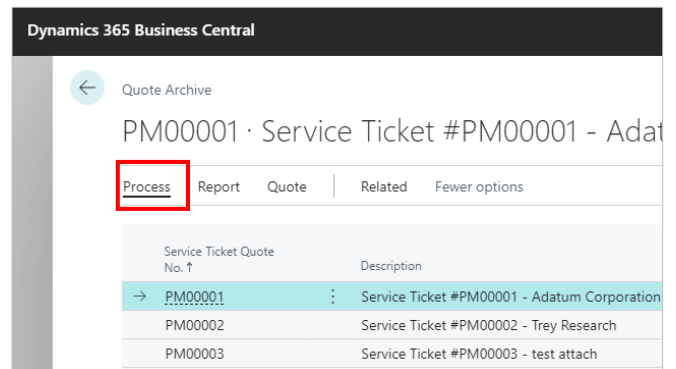 Dynamics 365 Business Central
Quote Archive
PM00001 · Service Ticket #PM00001 - Adat
Process Report Quote Related Fewer options
Service Ticket Quote
No. ↑ Description
→ PM00001 ⋮ Service Ticket #PM00001 - Adatum Corporation
PM00002 Service Ticket #PM00002 - Trey Research
PM00003 Service Ticket #PM00003 - test attach